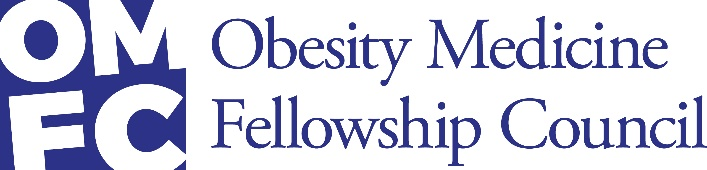 OM
FC
Obesity Medicine
Fellowship Council